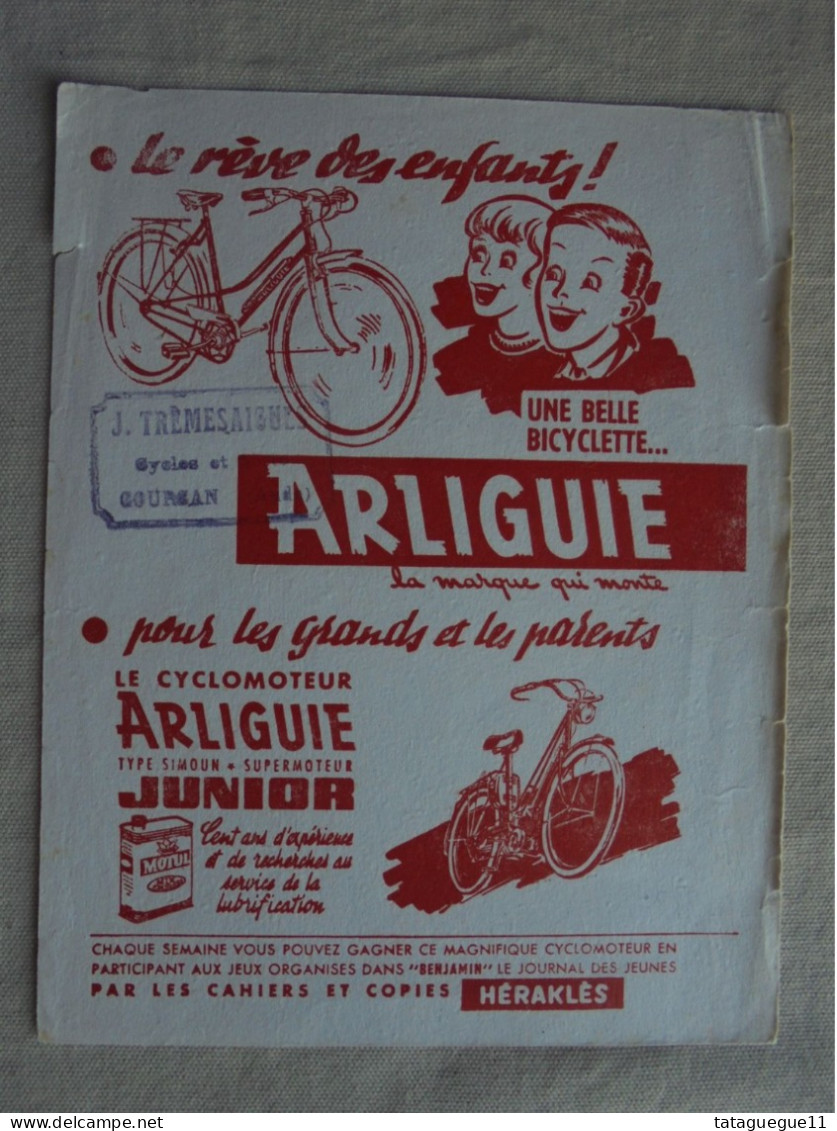 • le rêve des enfants!
ARLIGUIE
UNE BELLE
BICYCLETTE...
J. TRÊMESAIGUES
Cycles et
COURSAN
ARLIGUIE
la marque qui monte
• pour les grands et les parents
LE CYCLOMOTEUR
ARLIGUIE
TYPE SIMOUN • SUPERMOTEUR
JUNIOR
MOTUL
Cent ans d'expérience
et de recherches au
service de la
lubrification
CHAQUE SEMAINE VOUS POUVEZ GAGNER CE MAGNIFIQUE CYCLOMOTEUR EN
PARTICIPANT AUX JEUX ORGANISES DANS "BENJAMIN" LE JOURNAL DES JEUNES
PAR LES CAHIERS ET COPIES HÉRAKLÈS
DELCAMPE.NET
tataguegue11